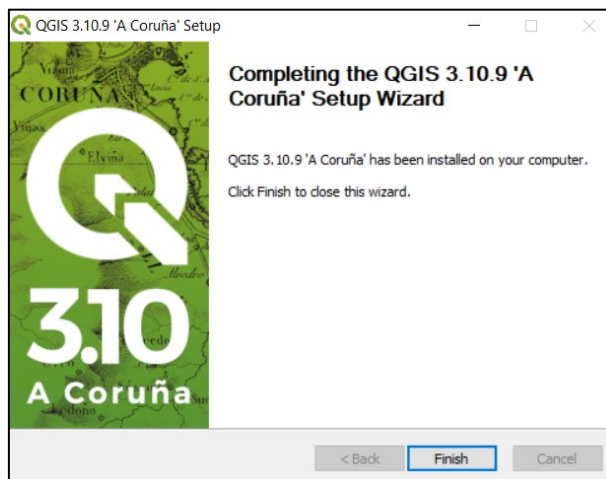 QGIS 3.10.9 'A Coruña' Setup
Completing the QGIS 3.10.9 'A
Coruña' Setup Wizard
QGIS 3.10.9 'A Coruña' has been installed on your computer.
Click Finish to close this wizard.
CORUNA
Elviña
3.10
A Coruña
< Back
Finish
Cancel